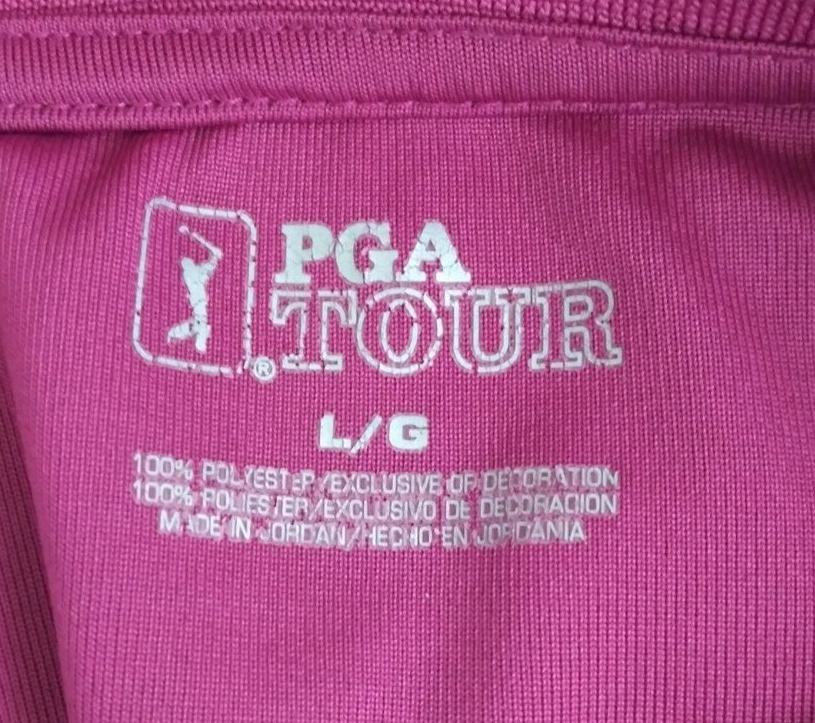 PGA
TOUR
®
L/G
100% POLYESTER/EXCLUSIVE OF DECORATION
100% POLIESTER/EXCLUSIVO DE DECORACION
MADE IN JORDAN/HECHO EN JORDANIA